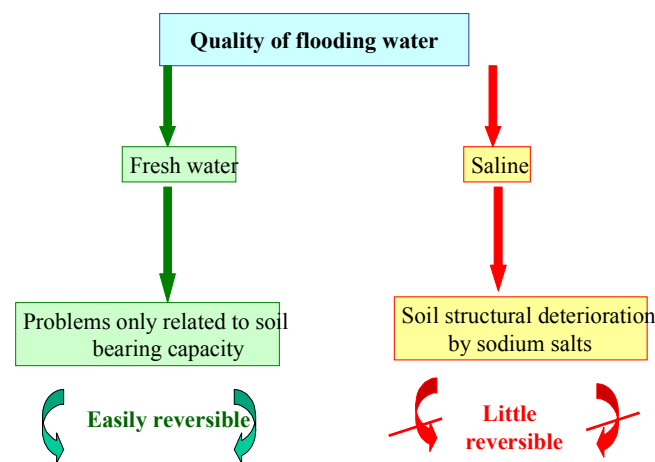 Quality of flooding water
Fresh water
Saline
Problems only related to soil
bearing capacity
Soil structural deterioration
by sodium salts
Easily reversible
Little
reversible